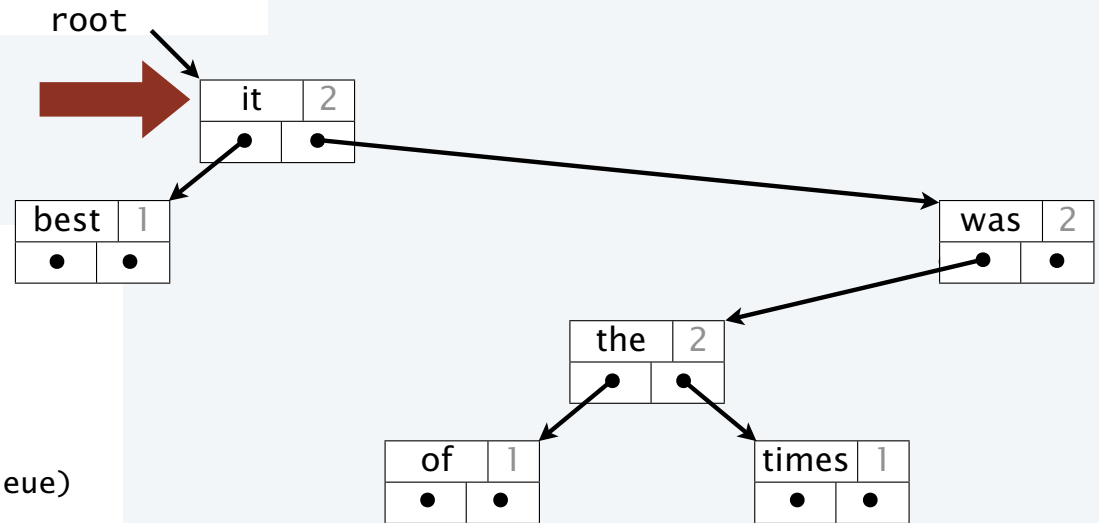 root
it 2
best 1
was 2
the 2
of 1
times 1
eue)